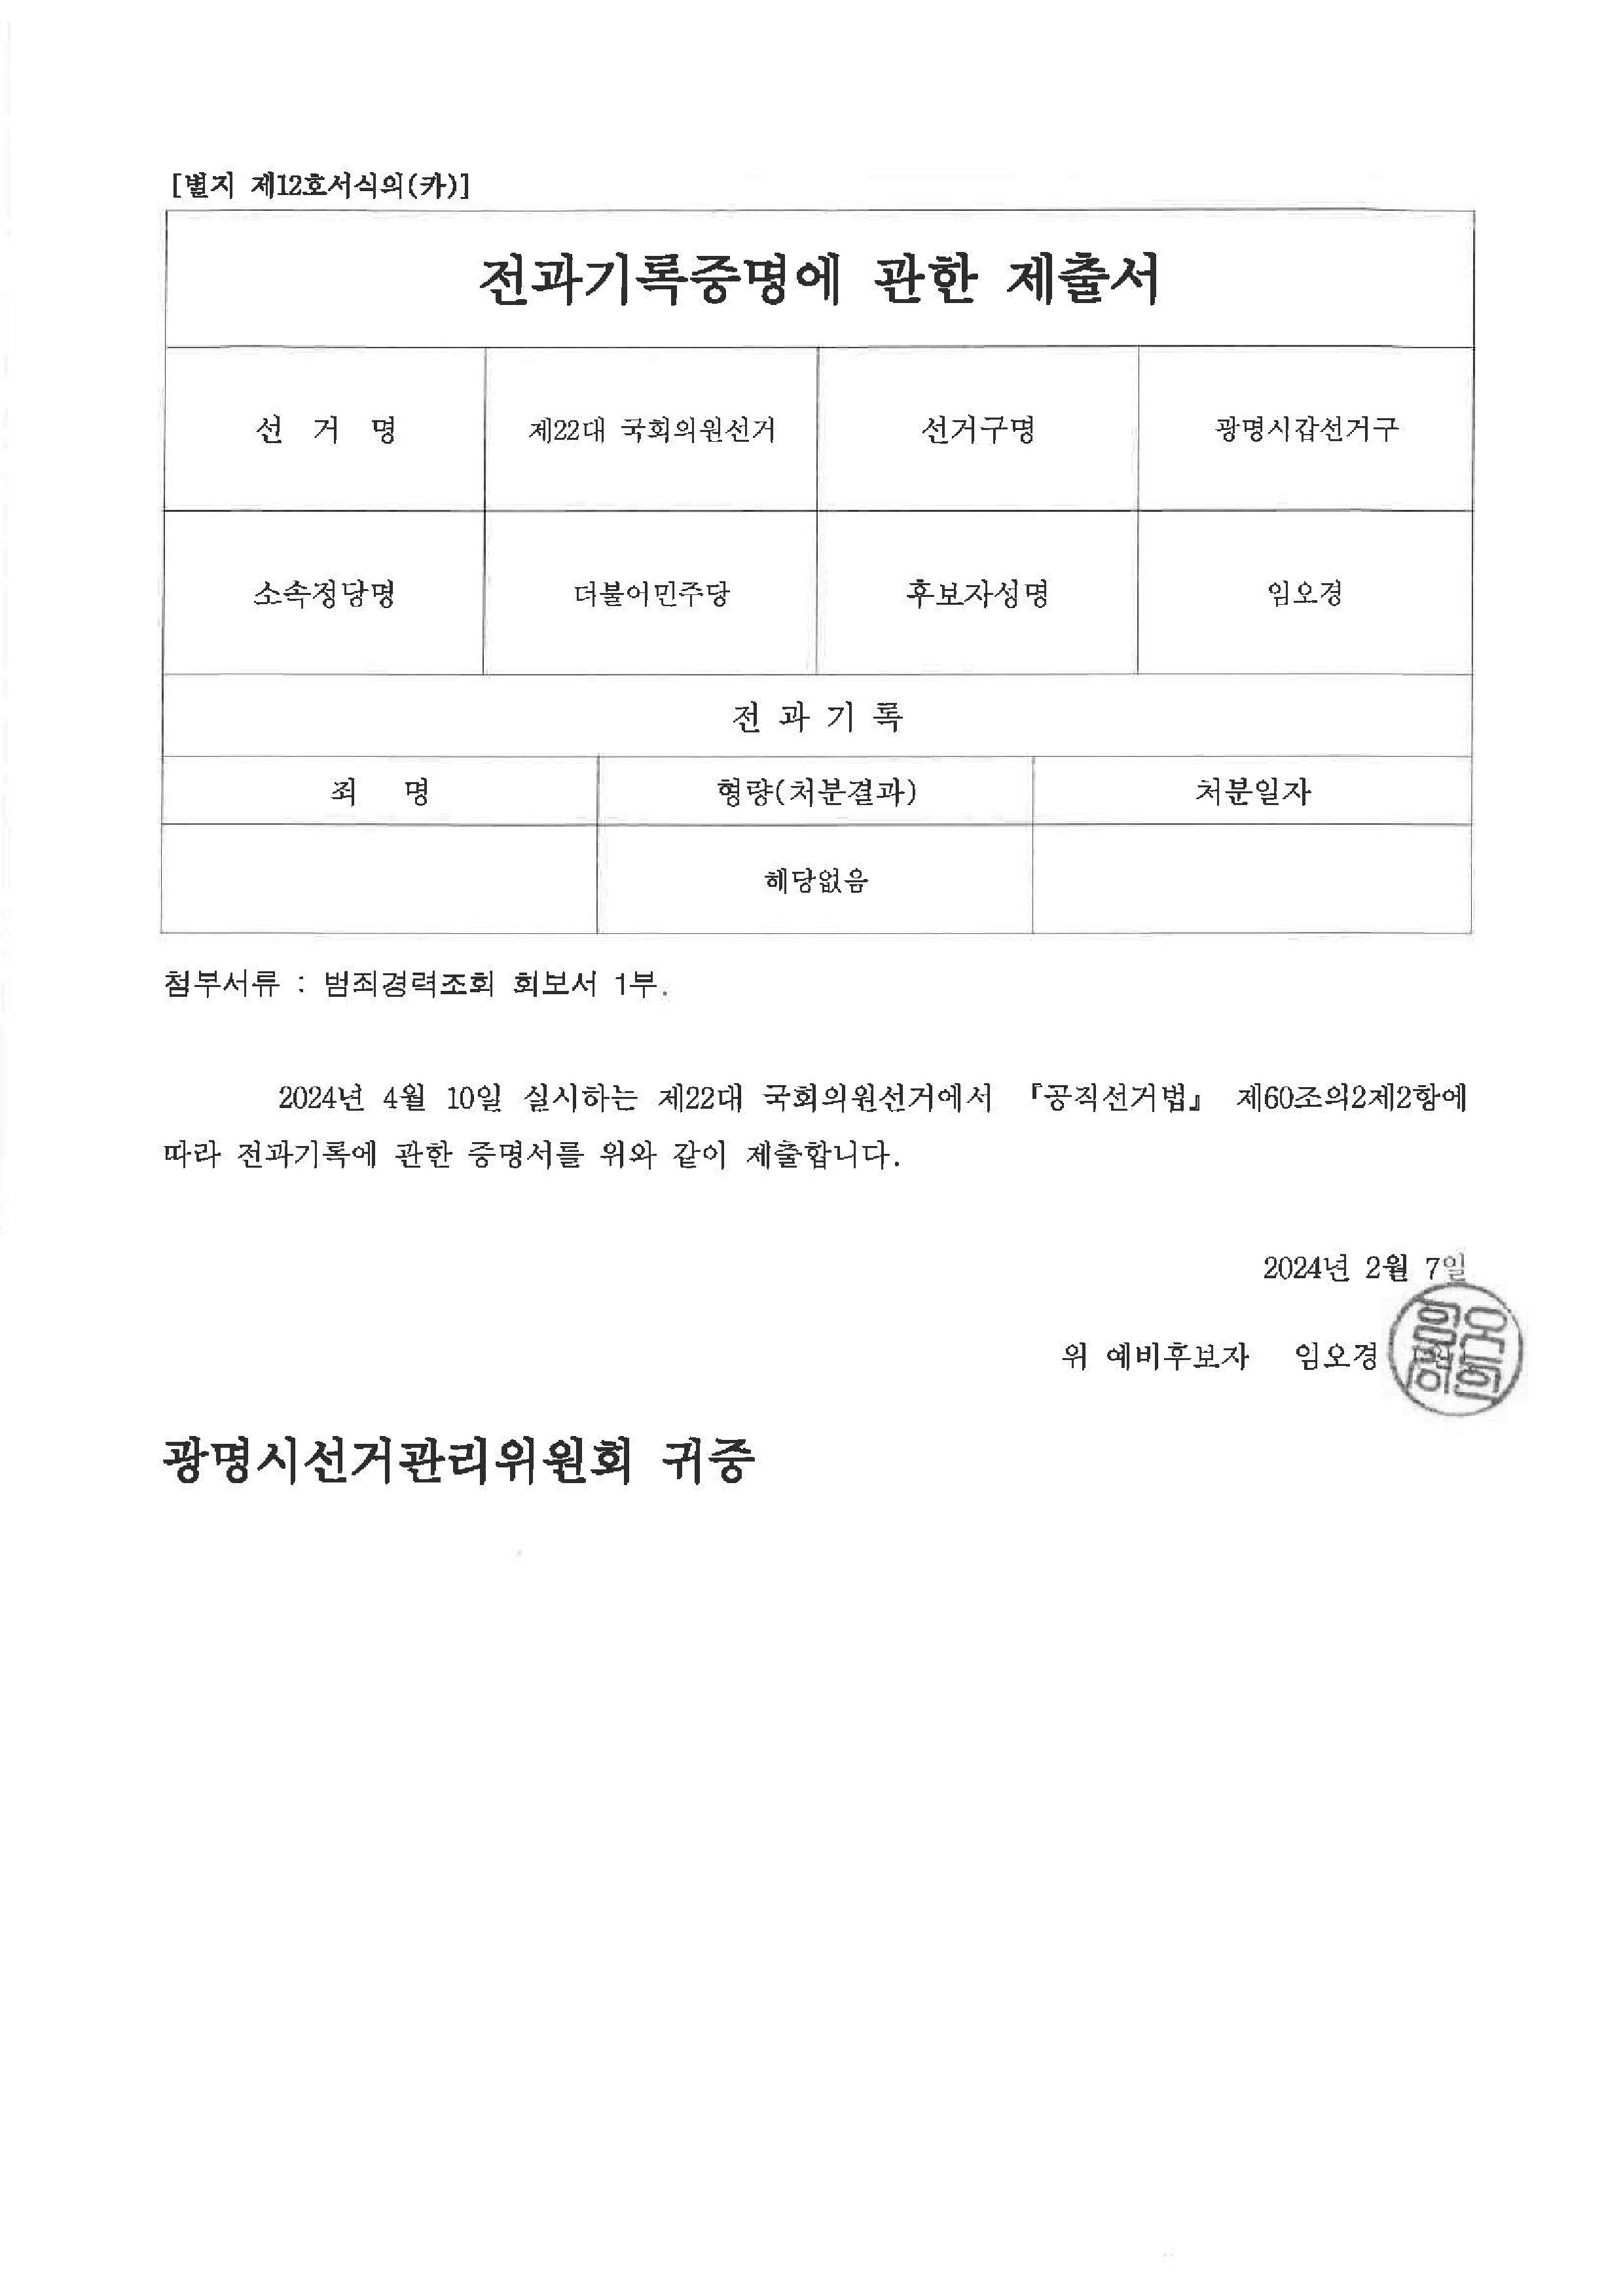 [별지 제12호서식의(카)]
전과기록증명에 관한 제출서
선 거 명 제22대 국회의원선거 선거구명 광명시갑선거구
소속정당명 더불어민주당 후보자성명 임오경
전 과 기 록
죄 명 형량(처분결과) 처분일자
해당없음
첨부서류 : 범죄경력조회 회보서 1부.
2024년 4월 10일 실시하는 제22대 국회의원선거에서 『공직선거법』 제60조의2제2항에
따라 전과기록에 관한 증명서를 위와 같이 제출합니다.
2024년 2월 7일
위 예비후보자 임오경
광명시선거관리위원회 귀중